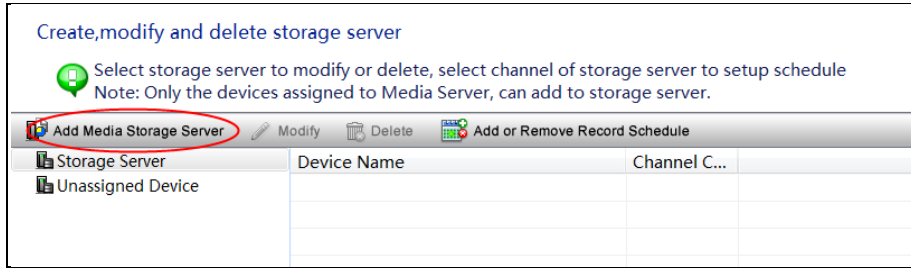 Create,modify and delete storage server
Select storage server to modify or delete, select channel of storage server to setup schedule
Note: Only the devices assigned to Media Server, can add to storage server.
Add Media Storage Server Modify Delete Add or Remove Record Schedule
Storage Server Device Name Channel C...
Unassigned Device